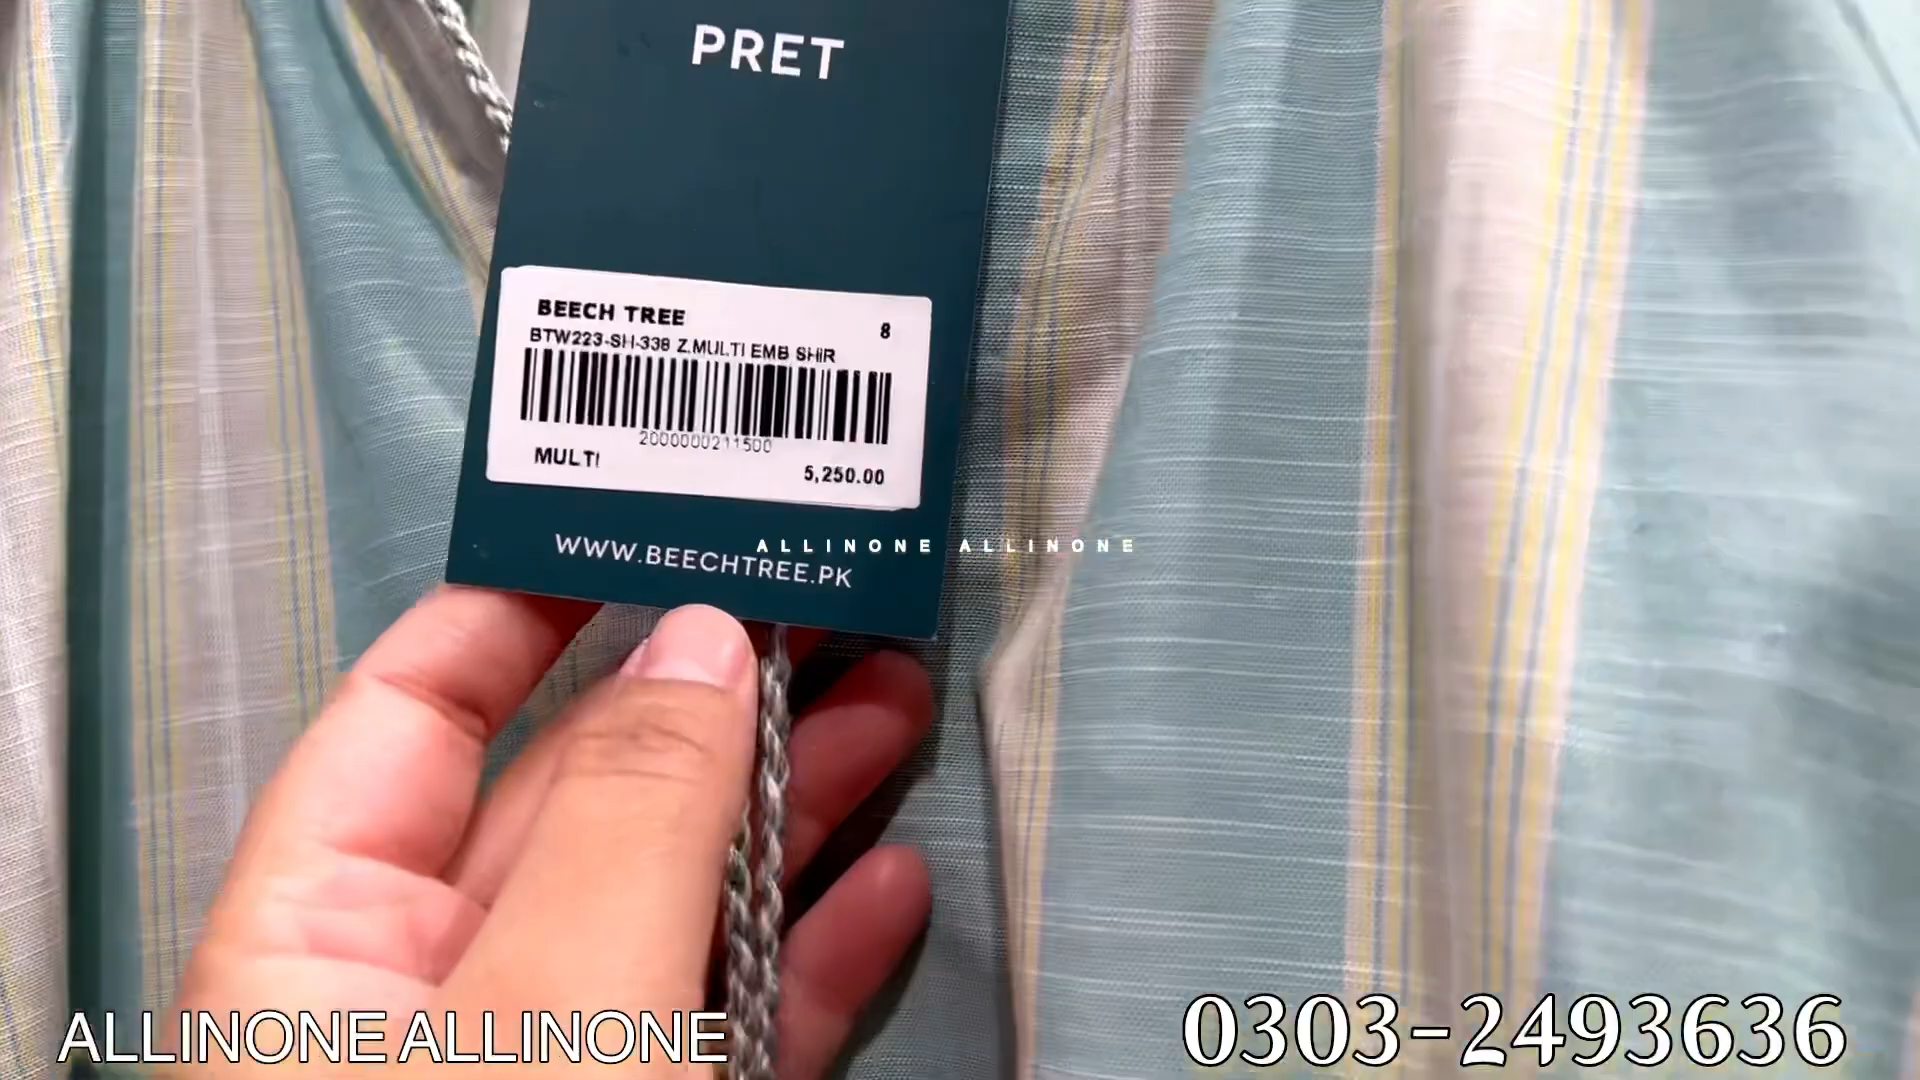 PRET
BEECH TREE
8
BTW223-SH-338 Z.MULTI EMB SHIR
2000000211500
MULTI
5,250.00
WWW.BEECHTREE.PK
ALLINONE ALLINONE
ALLINONE ALLINONE
0303-2493636